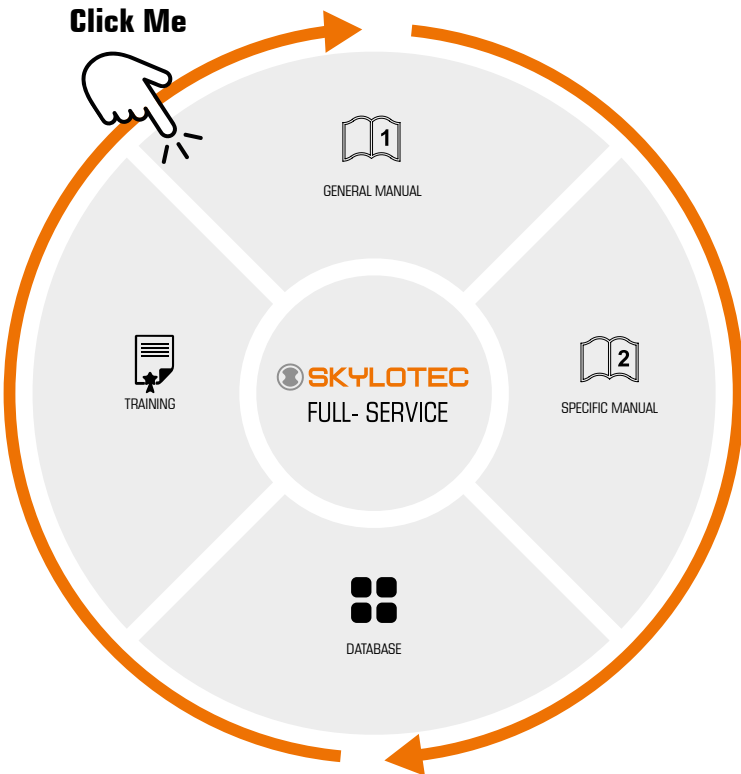 Click Me
1
GENERAL MANUAL
TRAINING
SKYLOTEC
FULL- SERVICE
2
SPECIFIC MANUAL
DATABASE